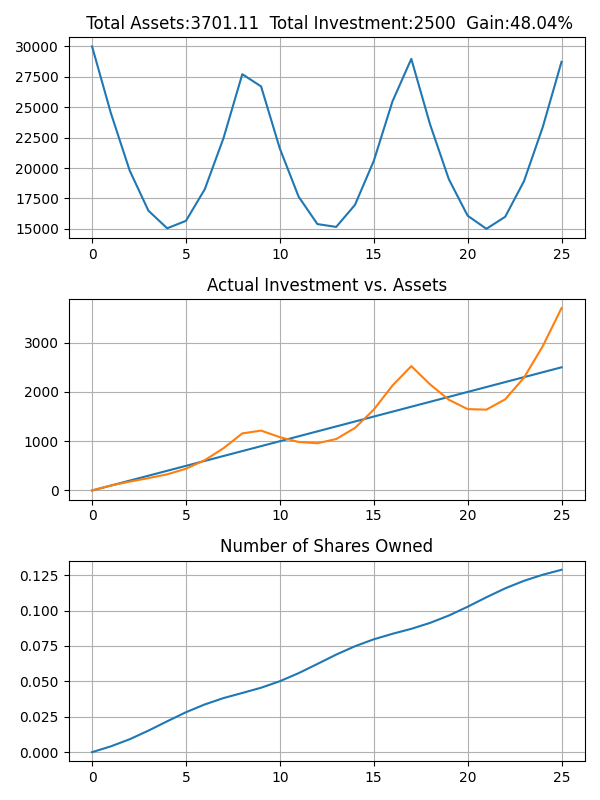 Total Assets:3701.11  Total Investment:2500  Gain:48.04%
30000
27500
25000
22500
20000
17500
15000
0 5 10 15 20 25
Actual Investment vs. Assets
3000
2000
1000
0
0 5 10 15 20 25
Number of Shares Owned
0.125
0.100
0.075
0.050
0.025
0.000
0 5 10 15 20 25